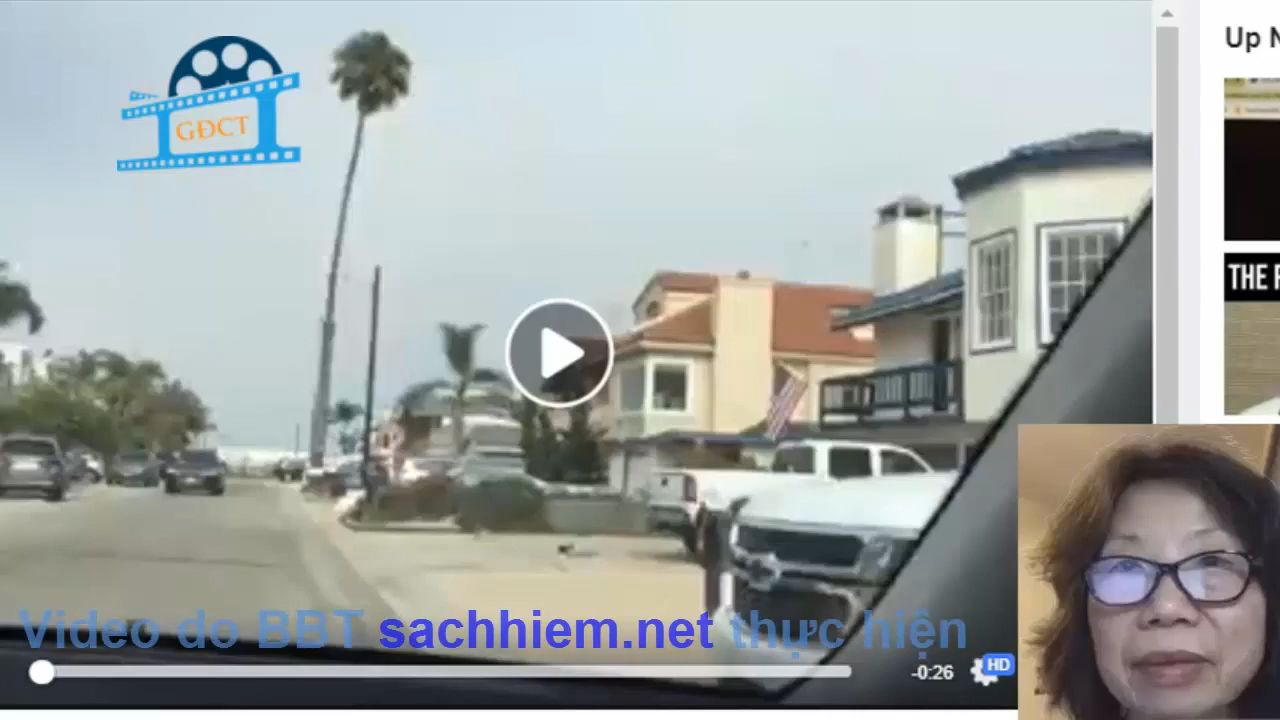 Up N
GĐCT
THE F
Video do BBT sachhiem.net thực hiện
-0:26
HD